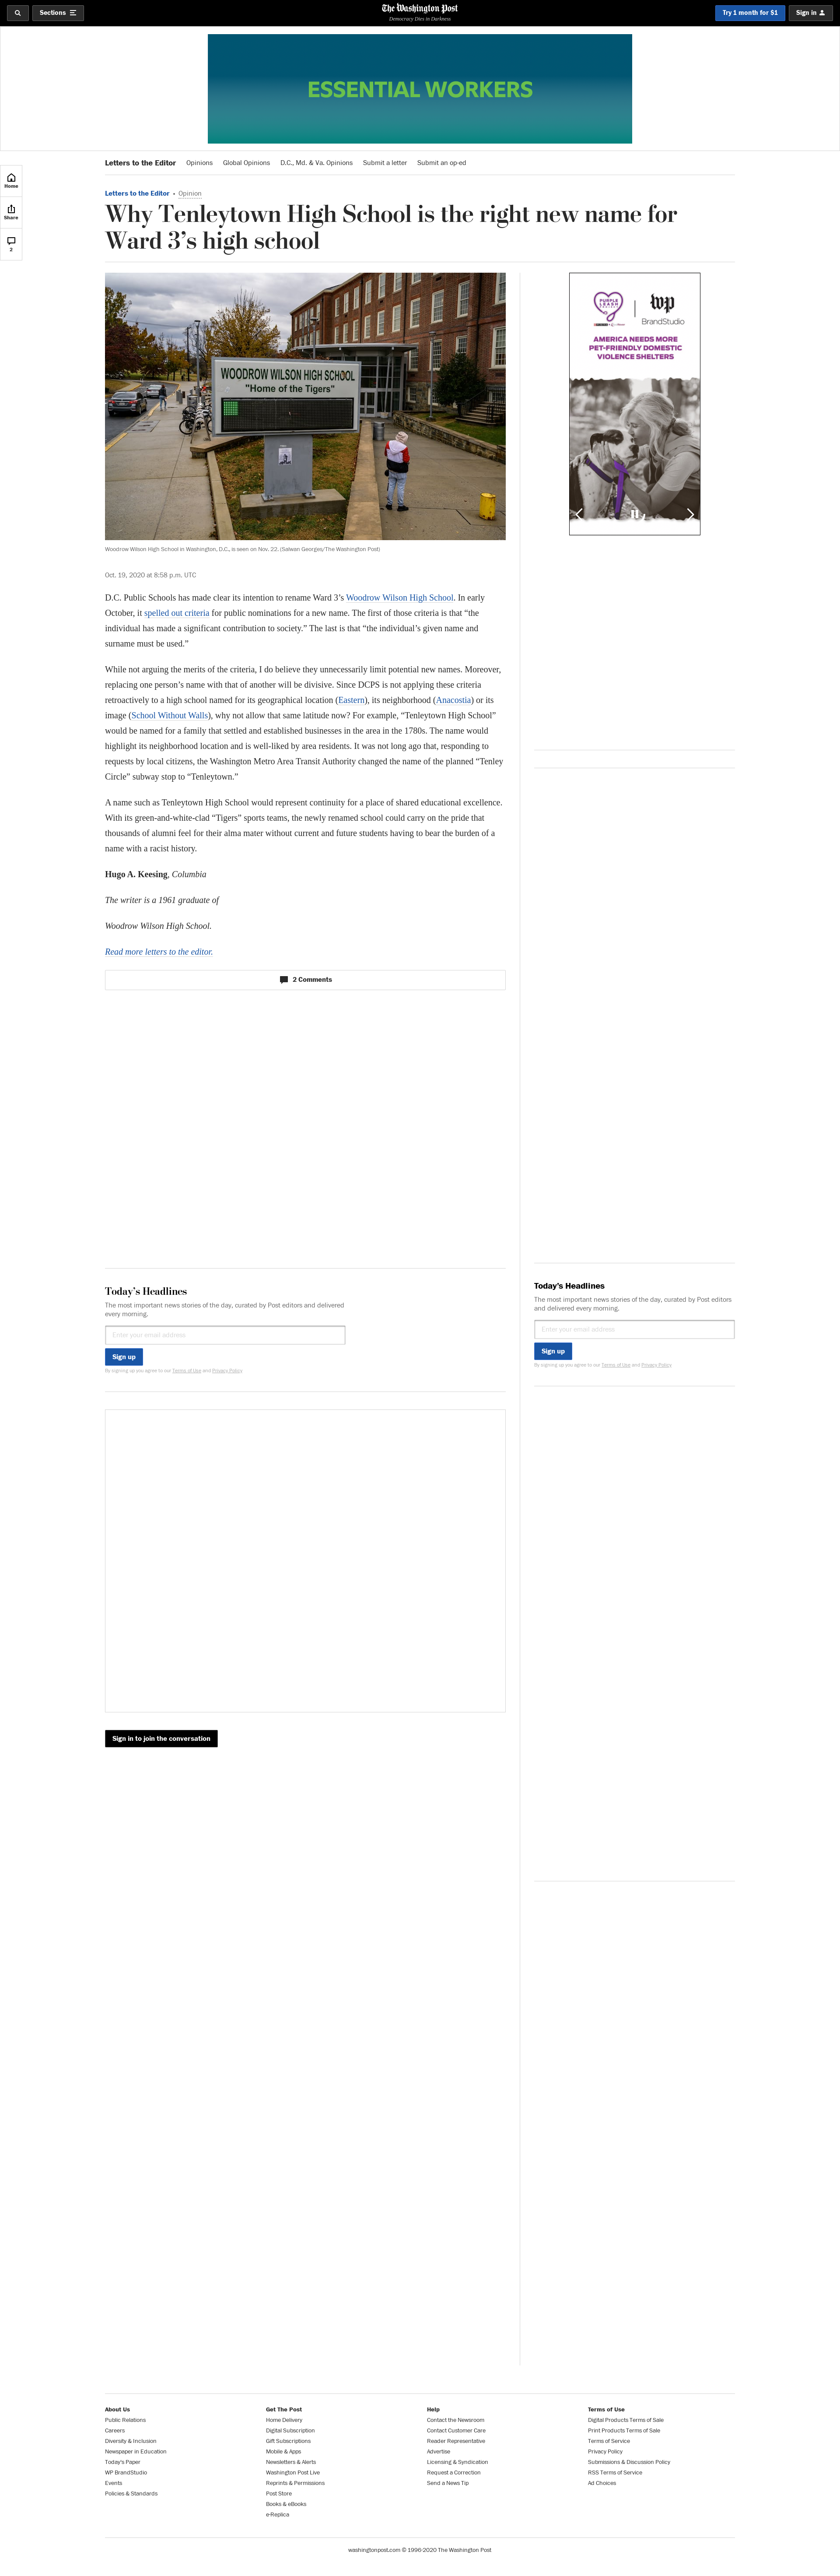 Sections
The Washington Post
Democracy Dies in Darkness
Try 1 month for $1
Sign in
ESSENTIAL WORKERS
Home
Share
2
Letters to the Editor Opinions Global Opinions D.C., Md. & Va. Opinions Submit a letter Submit an op-ed
Letters to the Editor • Opinion
Why Tenleytown High School is the right new name for
Ward 3’s high school
WOODROW WILSON HIGH SCHOOL
"Home of the Tigers"
Woodrow Wilson High School in Washington, D.C., is seen on Nov. 22. (Salwan Georges/The Washington Post)
PURPLE
LEASH
wp
BrandStudio
AMERICA NEEDS MORE
PET-FRIENDLY DOMESTIC
VIOLENCE SHELTERS
Oct. 19, 2020 at 8:58 p.m. UTC
D.C. Public Schools has made clear its intention to rename Ward 3’s Woodrow Wilson High School. In early
October, it spelled out criteria for public nominations for a new name. The first of those criteria is that “the
individual has made a significant contribution to society.” The last is that “the individual’s given name and
surname must be used.”
While not arguing the merits of the criteria, I do believe they unnecessarily limit potential new names. Moreover,
replacing one person’s name with that of another will be divisive. Since DCPS is not applying these criteria
retroactively to a high school named for its geographical location (Eastern), its neighborhood (Anacostia) or its
image (School Without Walls), why not allow that same latitude now? For example, “Tenleytown High School”
would be named for a family that settled and established businesses in the area in the 1780s. The name would
highlight its neighborhood location and is well-liked by area residents. It was not long ago that, responding to
requests by local citizens, the Washington Metro Area Transit Authority changed the name of the planned “Tenley
Circle” subway stop to “Tenleytown.”
A name such as Tenleytown High School would represent continuity for a place of shared educational excellence.
With its green-and-white-clad “Tigers” sports teams, the newly renamed school could carry on the pride that
thousands of alumni feel for their alma mater without current and future students having to bear the burden of a
name with a racist history.
Hugo A. Keesing, Columbia
The writer is a 1961 graduate of
Woodrow Wilson High School.
Read more letters to the editor.
2 Comments
Today’s Headlines
The most important news stories of the day, curated by Post editors and delivered
every morning.
Enter your email address
Sign up
By signing up you agree to our Terms of Use and Privacy Policy
Today’s Headlines
The most important news stories of the day, curated by Post editors
and delivered every morning.
Enter your email address
Sign up
By signing up you agree to our Terms of Use and Privacy Policy
Sign in to join the conversation
About Us
Public Relations
Careers
Diversity & Inclusion
Newspaper in Education
Today's Paper
WP BrandStudio
Events
Policies & Standards
Get The Post
Home Delivery
Digital Subscription
Gift Subscriptions
Mobile & Apps
Newsletters & Alerts
Washington Post Live
Reprints & Permissions
Post Store
Books & eBooks
e-Replica
Help
Contact the Newsroom
Contact Customer Care
Reader Representative
Advertise
Licensing & Syndication
Request a Correction
Send a News Tip
Terms of Use
Digital Products Terms of Sale
Print Products Terms of Sale
Terms of Service
Privacy Policy
Submissions & Discussion Policy
RSS Terms of Service
Ad Choices
washingtonpost.com © 1996-2020 The Washington Post